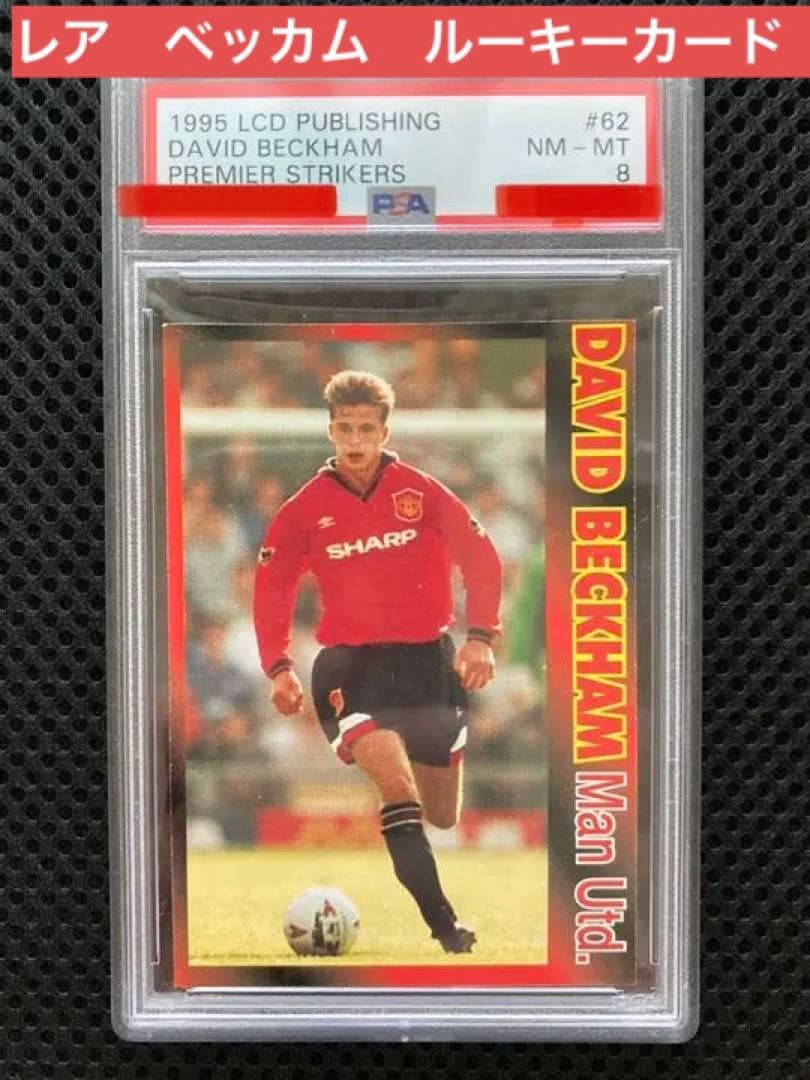 レア　ベッカム　ルーキーカード
1995 LCD PUBLISHING #62
DAVID BECKHAM NM - MT
PREMIER STRIKERS 8
PSA
SHARP
DAVID BECKHAM Man Utd.